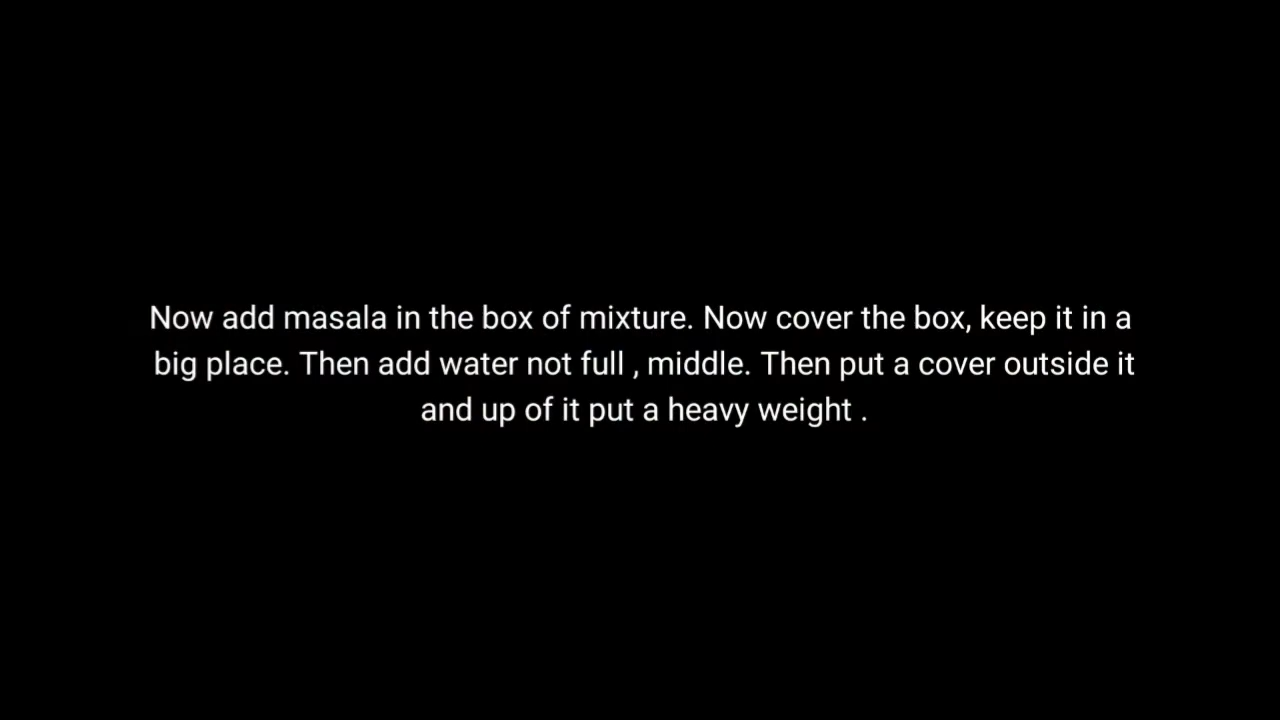 Now add masala in the box of mixture. Now cover the box, keep it in a
big place. Then add water not full , middle. Then put a cover outside it
and up of it put a heavy weight .